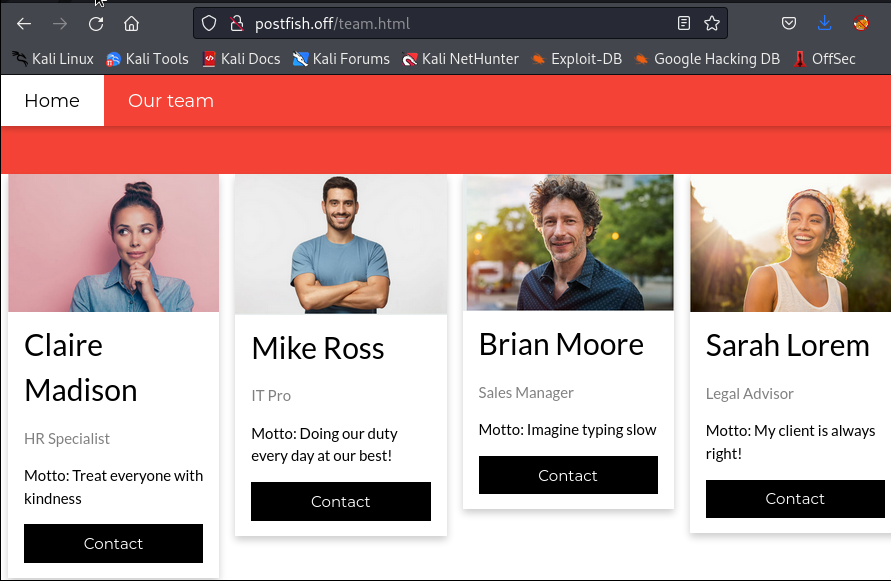 postfish.off/team.html
Kali Linux Kali Tools Kali Docs Kali Forums Kali NetHunter Exploit-DB Google Hacking DB OffSec
Home Our team
Claire
Madison
HR Specialist
Motto: Treat everyone with
kindness
Contact
Mike Ross
IT Pro
Motto: Doing our duty
every day at our best!
Contact
Brian Moore
Sales Manager
Motto: Imagine typing slow
Contact
Sarah Lorem
Legal Advisor
Motto: My client is always
right!
Contact